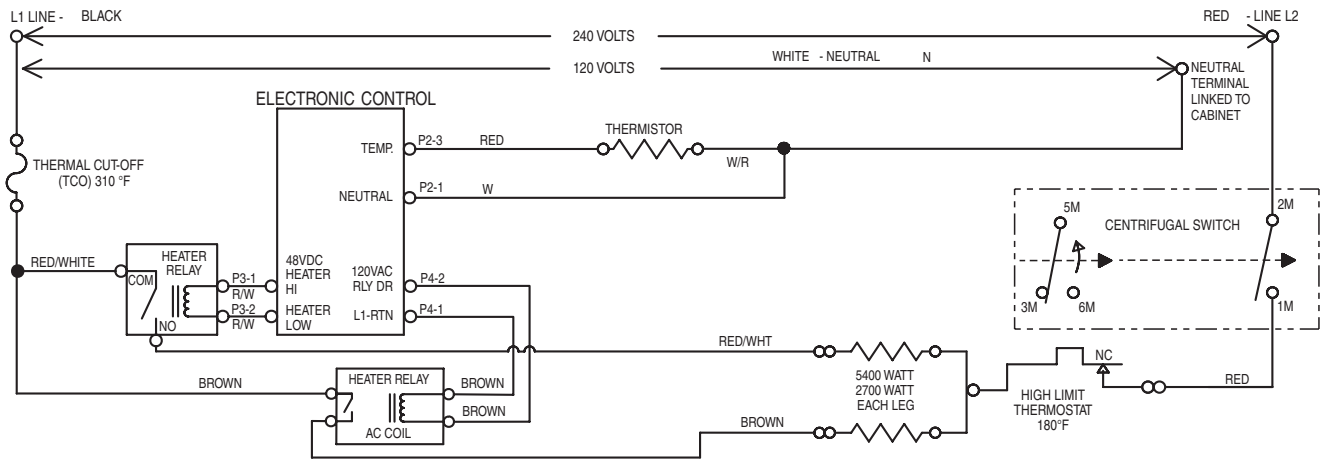 L1 LINE - BLACK
RED - LINE L2
240 VOLTS
WHITE - NEUTRAL N
120 VOLTS
NEUTRAL
TERMINAL
LINKED TO
CABINET
ELECTRONIC CONTROL
TEMP.
P2-3
RED
THERMISTOR
W/R
THERMAL CUT-OFF
(TCO) 310 °F
NEUTRAL
P2-1
W
5M
CENTRIFUGAL SWITCH
2M
3M
6M
1M
RED/WHITE
HEATER
RELAY
COM
NO
P3-1
R/W
P3-2
R/W
48VDC
HEATER
HI
HEATER
LOW
120VAC
RLY DR
P4-2
L1-RTN
P4-1
RED/WHT
BROWN
HEATER RELAY
AC COIL
BROWN
BROWN
BROWN
5400 WATT
2700 WATT
EACH LEG
NC
HIGH LIMIT
THERMOSTAT
180°F
RED